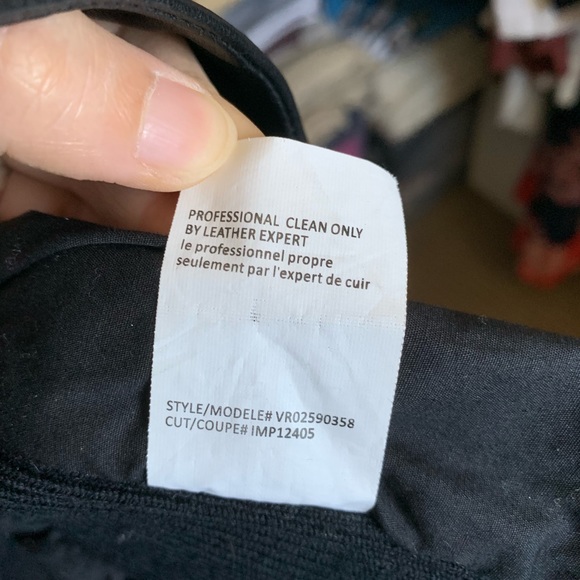 PROFESSIONAL CLEAN ONLY
BY LEATHER EXPERT
le professionnel propre
seulement par l'expert de cuir
STYLE/MODELE# VR02590358
CUT/COUPE# IMP12405